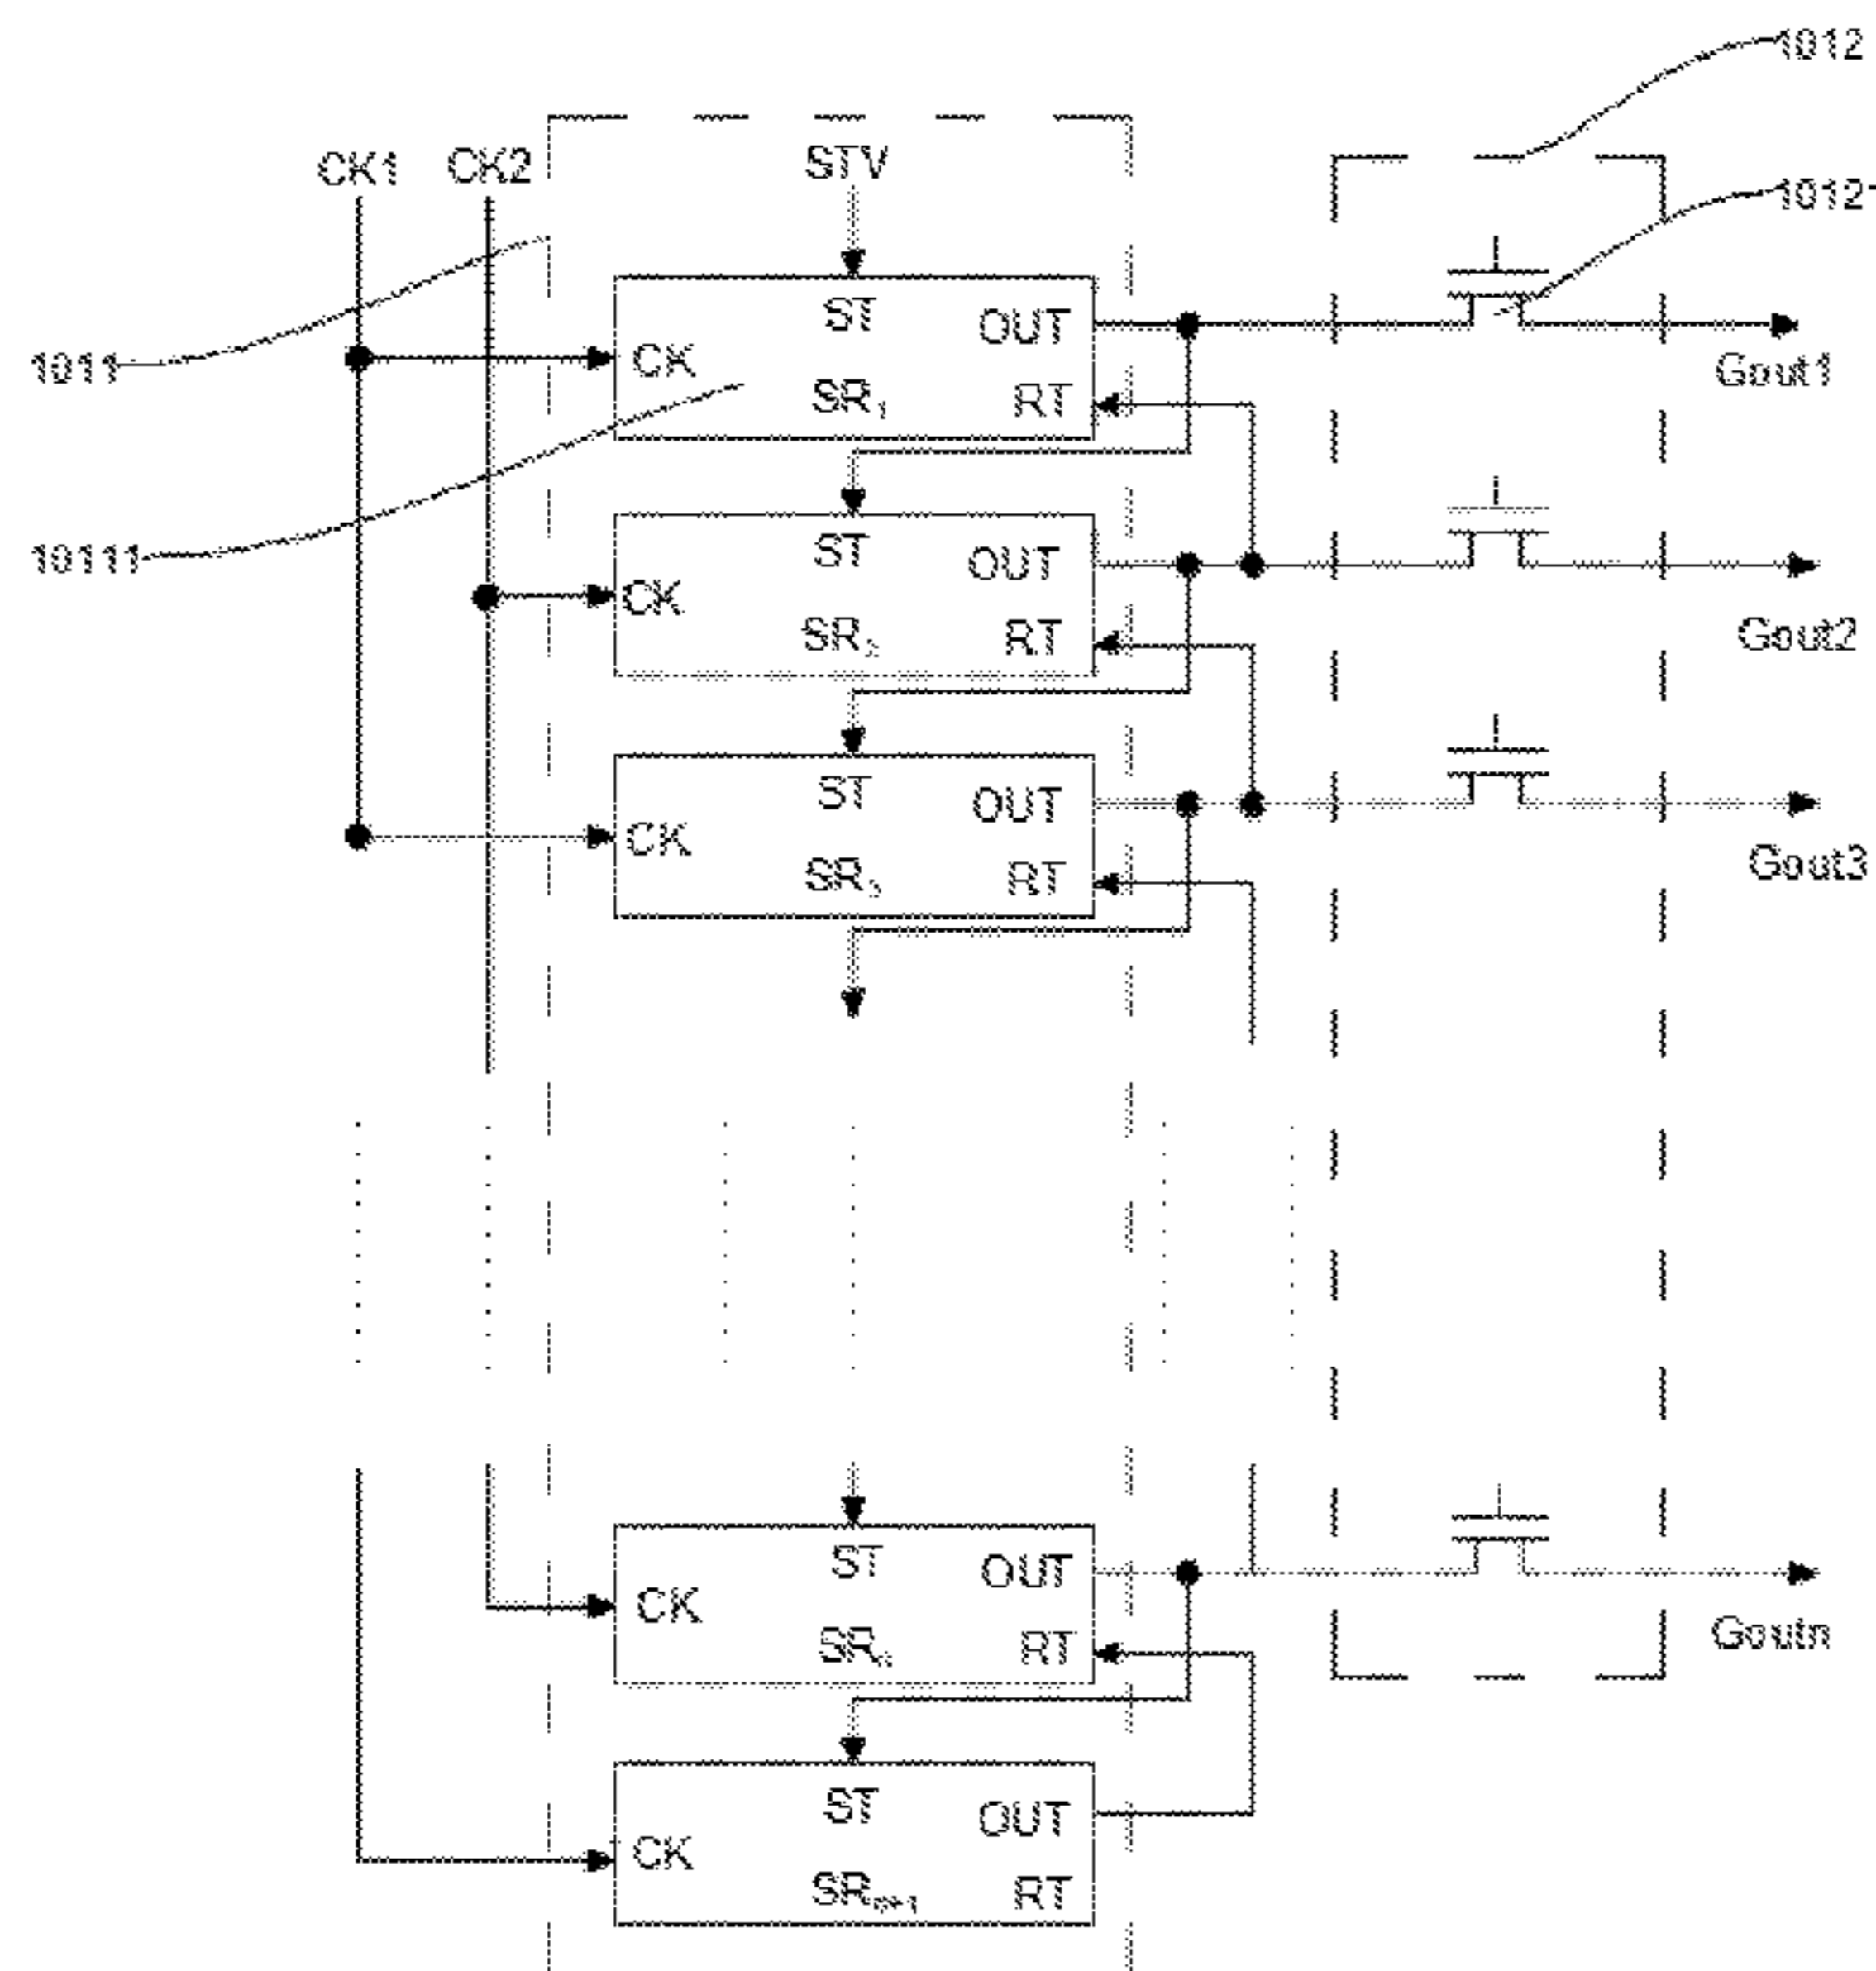 1012
CK1 CK2 STV
1012
ST
OUT
1011
CK
Gout1
SR1
RT
10111
ST
OUT
CK
SR2
RT
Gout2
ST
OUT
CK
SR3
RT
Gout3
ST
OUT
CK
SRn
RT
Goutn
ST
OUT
CK
SRn+1
RT